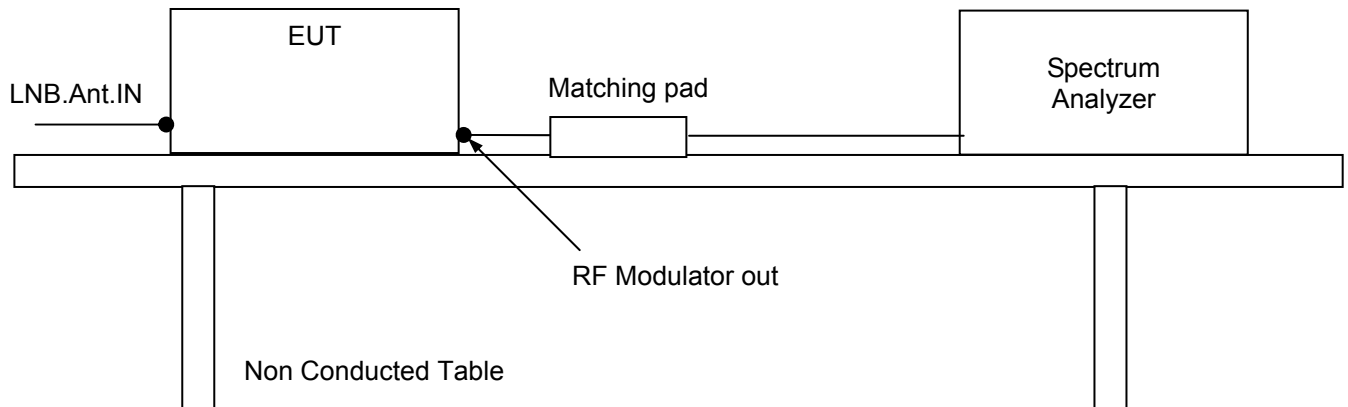 EUT
LNB.Ant.IN
Matching pad
Spectrum
Analyzer
RF Modulator out
Non Conducted Table